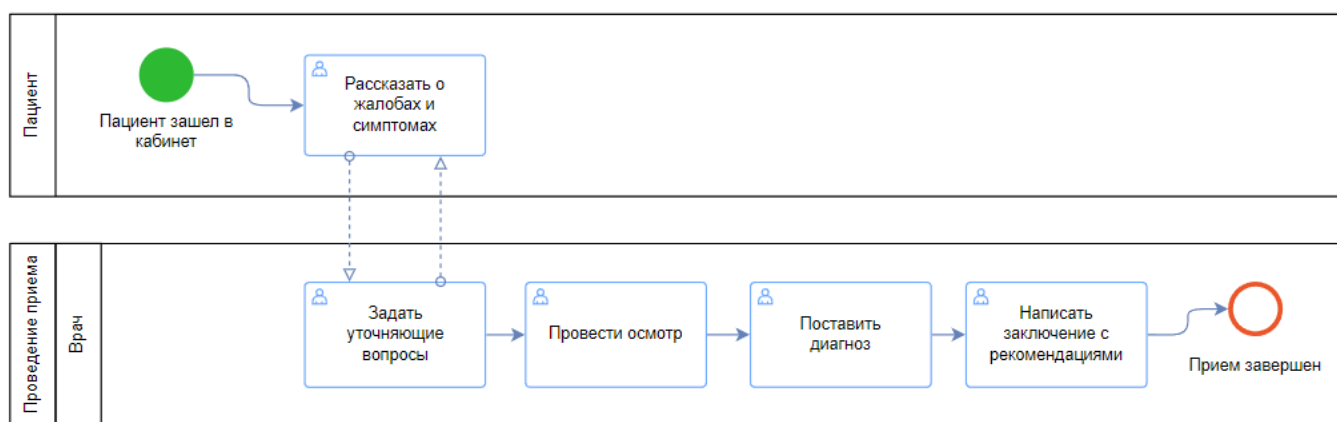 Пациент
Пациент зашел в
кабинет
Рассказать о
жалобах и
симптомах
Проведение приема
Врач
Задать
уточняющие
вопросы
Провести осмотр
Поставить
диагноз
Написать
заключение с
рекомендациями
Прием завершен